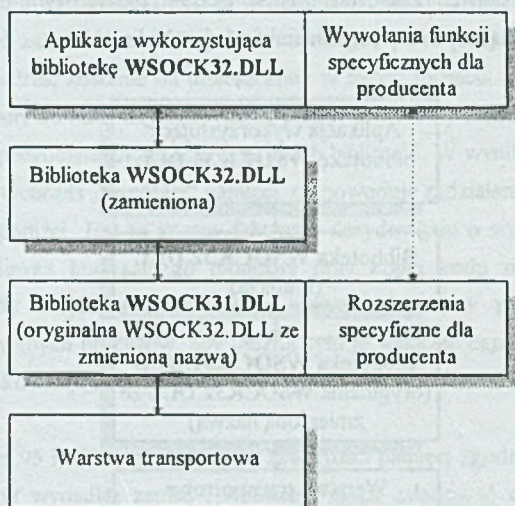 Aplikacja wykorzystująca
bibliotekę WSOCK32.DLL
Wywołania funkcji
specyficznych dla
producenta
Biblioteka WSOCK32.DLL
(zamieniona)
Biblioteka WSOCK31.DLL
(oryginalna WSOCK32.DLL ze
zmienioną nazwą)
Rozszerzenia
specyficzne dla
producenta
Warstwa transportowa